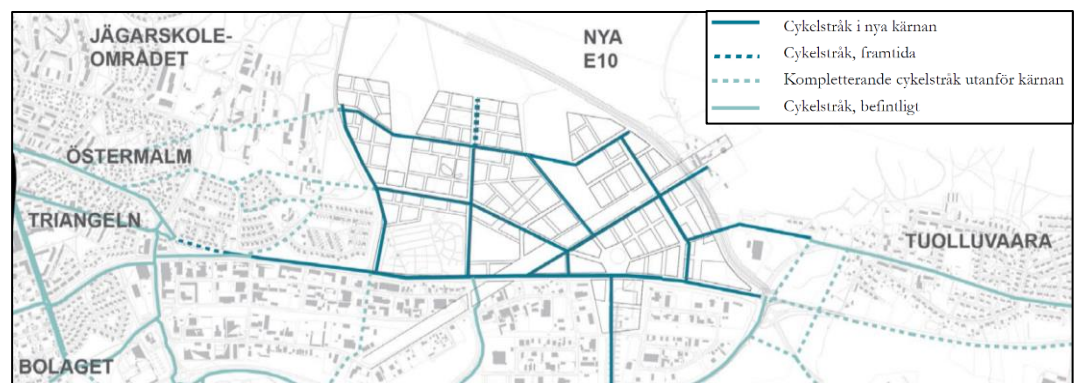 JÄGARSKOLE-
OMRÅDET
NYA
E10
Cykelstråk i nya kärnan
Cykelstråk, framtida
Kompletterande cykelstråk utanför kärnan
Cykelstråk, befintligt
ÖSTERMALM
TRIANGELN
TUOLLUVAARA
BOLAGET